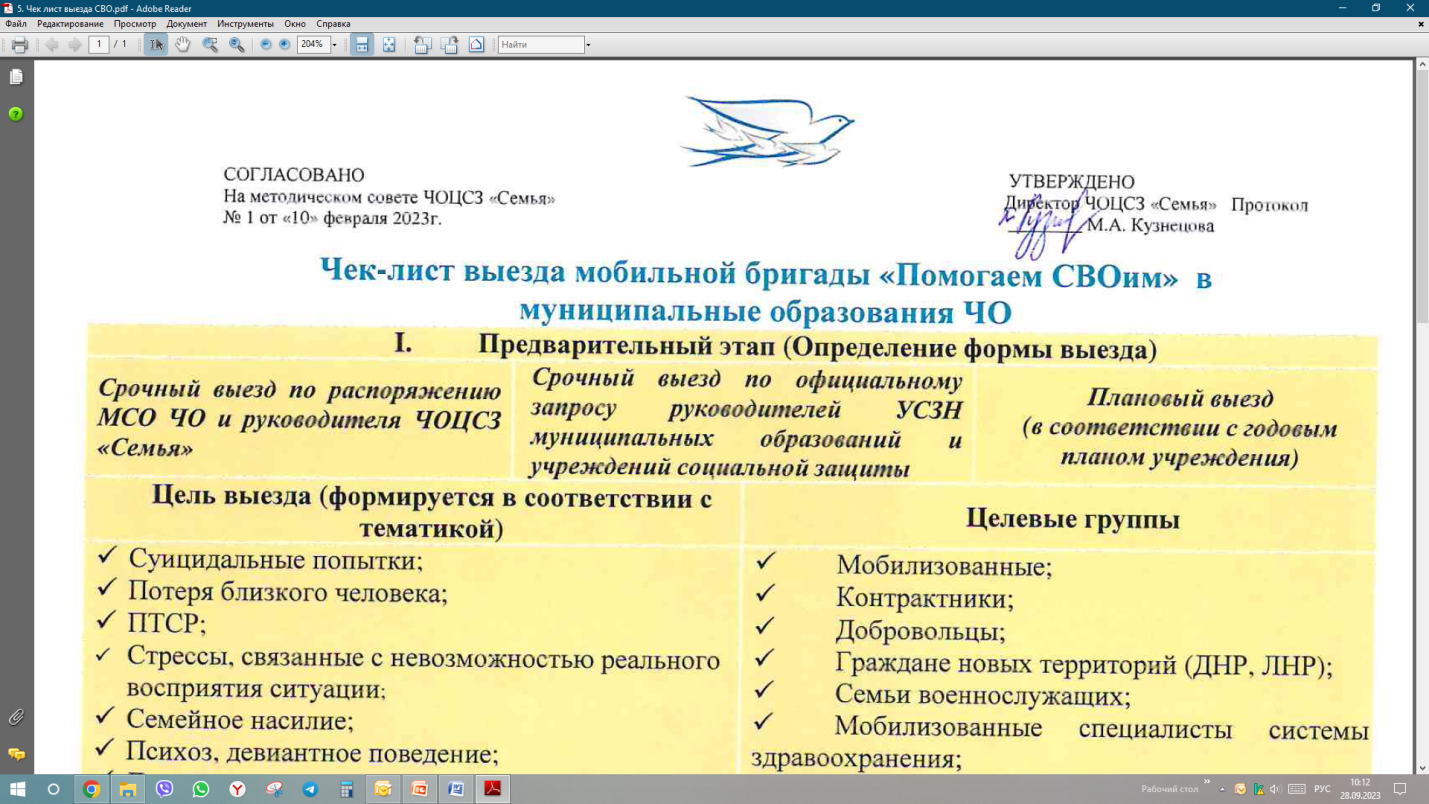 5. Чек лист выезда СВО.pdf - Adobe Reader
Файл Редактирование Просмотр Документ Инструменты Окно Справка
1 / 1 204% Найти
СОГЛАСОВАНО
На методическом совете ЧОЦСЗ «Семья»
№ 1 от «10» февраля 2023г.
УТВЕРЖДЕНО
Директор ЧОЦСЗ «Семья» Протокол
М.А. Кузнецова
Чек-лист выезда мобильной бригады «Помогаем СВОим» в
муниципальные образования ЧО
I. Предварительный этап (Определение формы выезда)
Срочный выезд по распоряжению
МСО ЧО и руководителя ЧОЦСЗ
«Семья»
Срочный выезд по официальному
запросу руководителей УСЗН
муниципальных образований и
учреждений социальной защиты
Плановый выезд
(в соответствии с годовым
планом учреждения)
Цель выезда (формируется в соответствии с
тематикой)
✓ Суицидальные попытки;
✓ Потеря близкого человека;
✓ ПТСР;
✓ Стрессы, связанные с невозможностью реального
восприятия ситуации;
✓ Семейное насилие;
✓ Психоз, девиантное поведение;
Целевые группы
✓ Мобилизованные;
✓ Контрактники;
✓ Добровольцы;
✓ Граждане новых территорий (ДНР, ЛНР);
✓ Семьи военнослужащих;
✓ Мобилизованные специалисты системы
здравоохранения;
Рабочий стол
РУС
10:12
28.09.2023